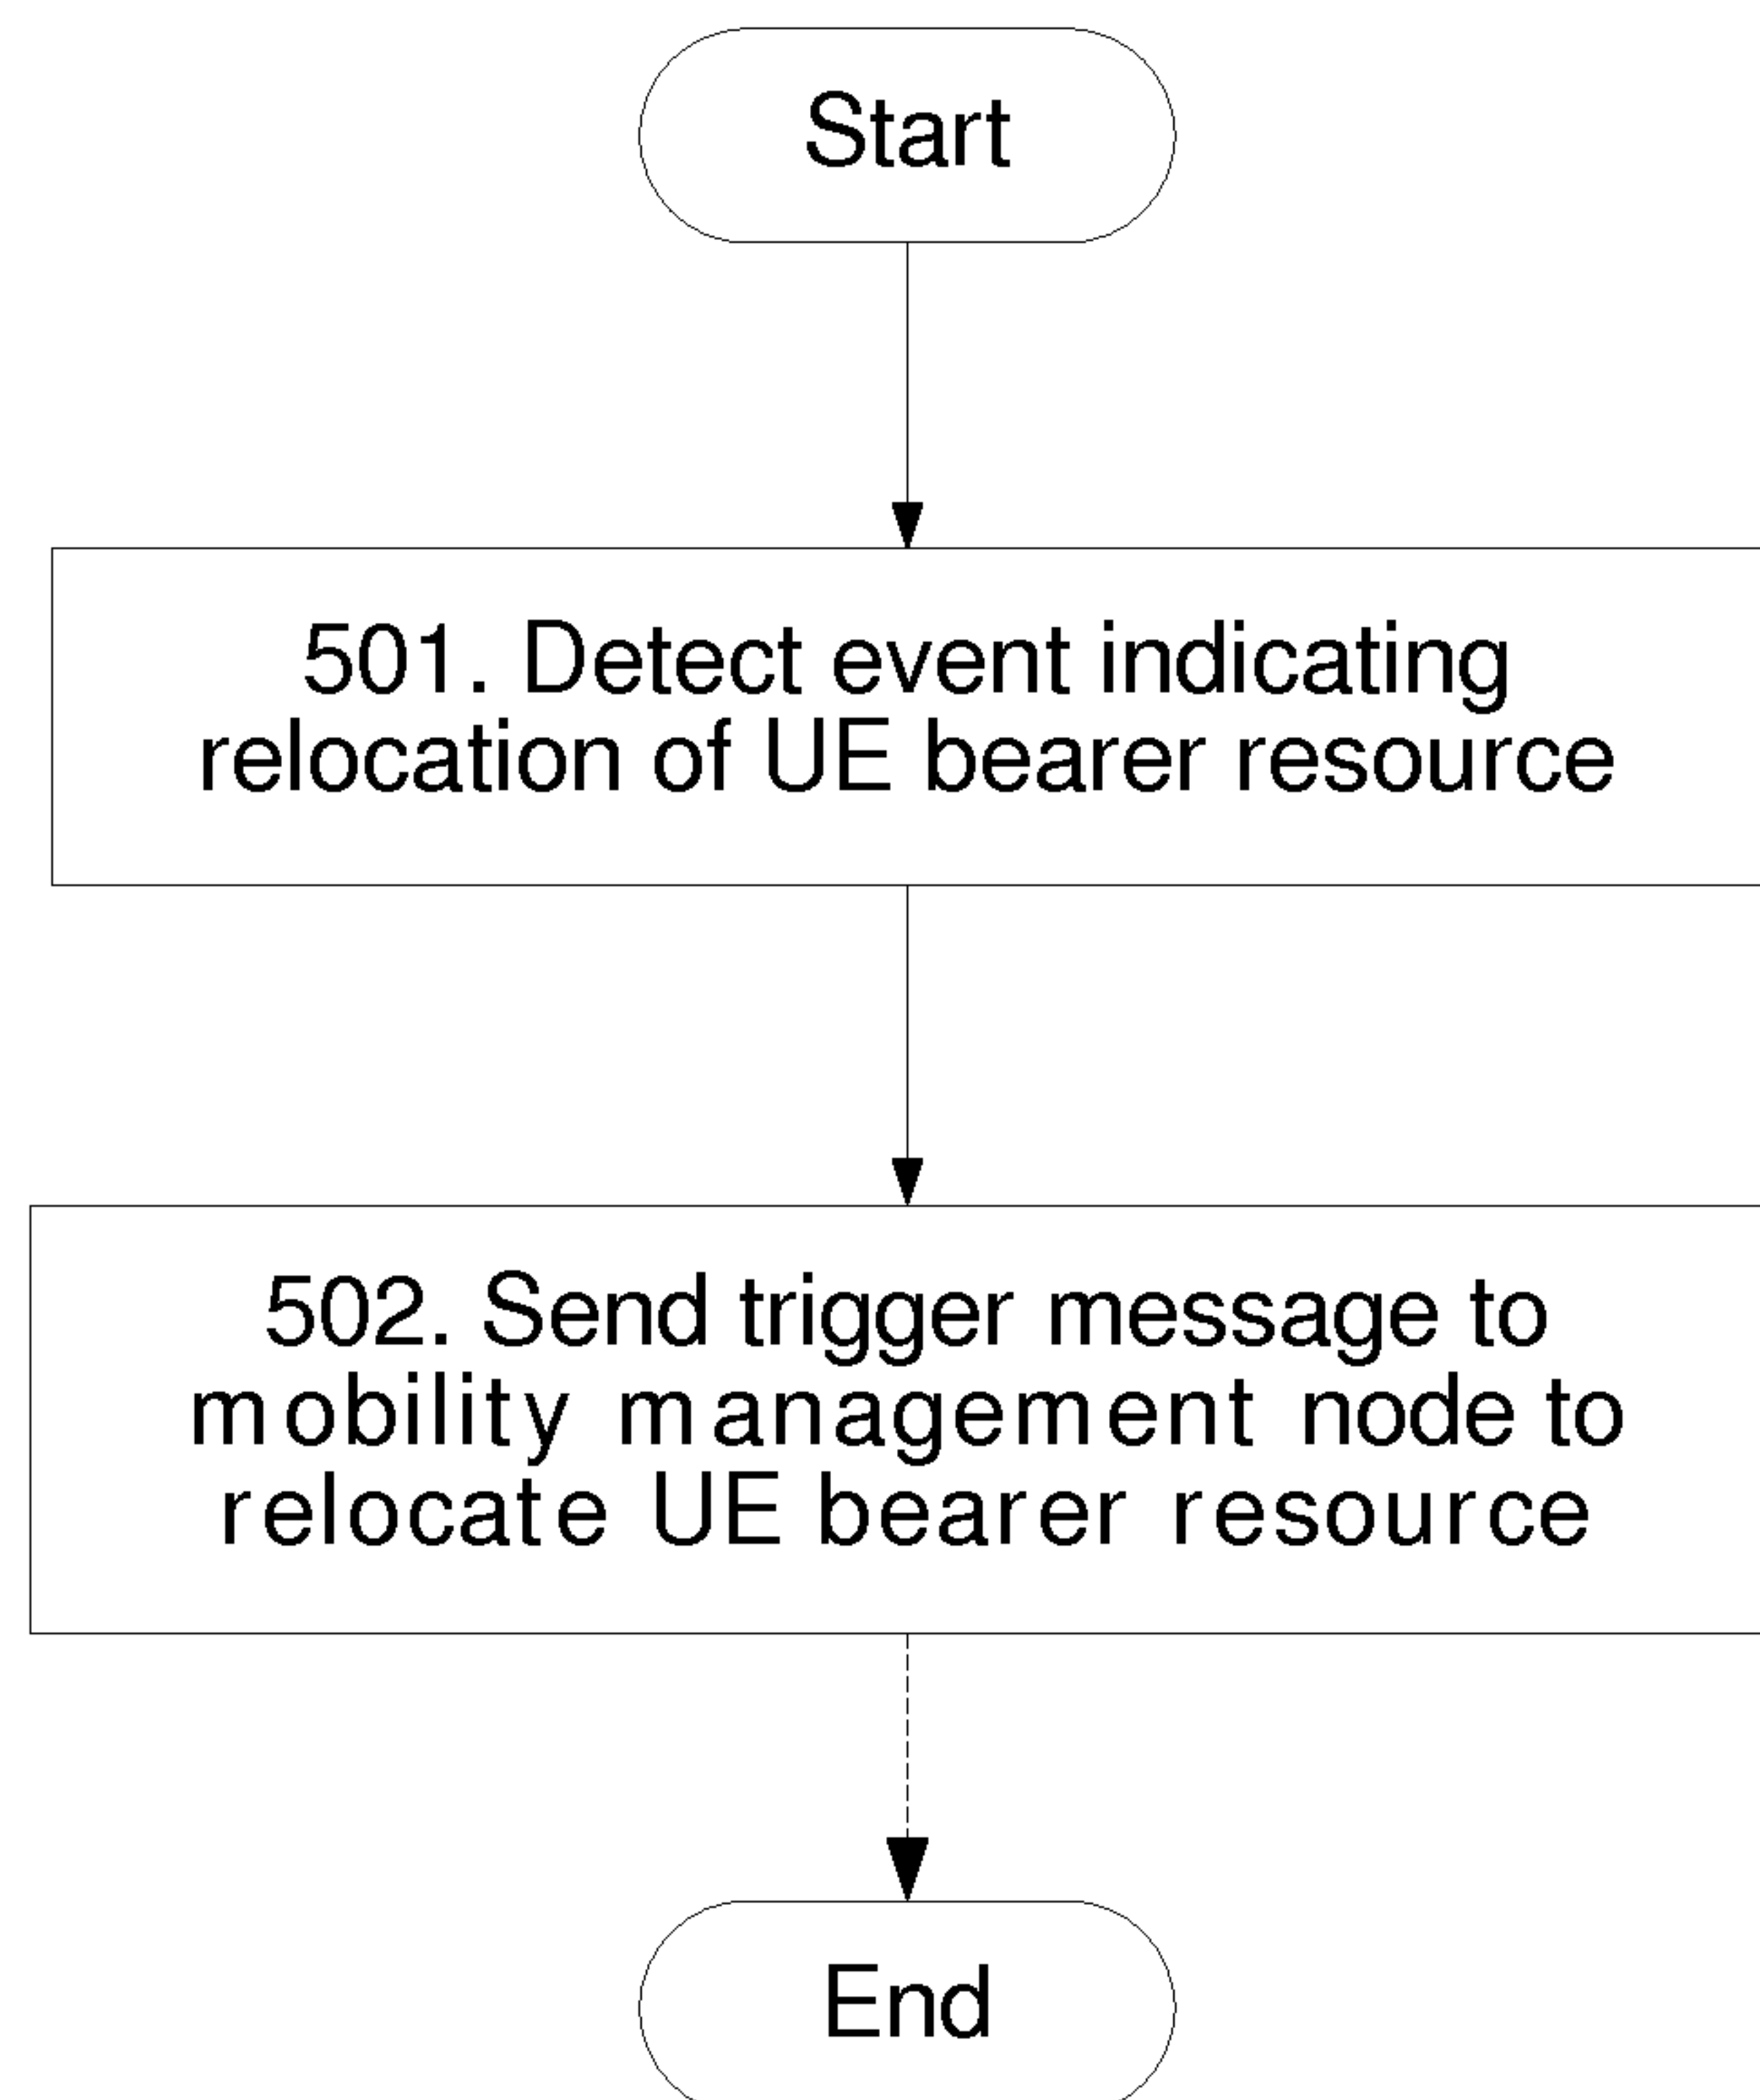 Start
501. Detect event indicating
relocation of UE bearer resource
502. Send trigger message to
mobility management node to
relocate UE bearer resource
End